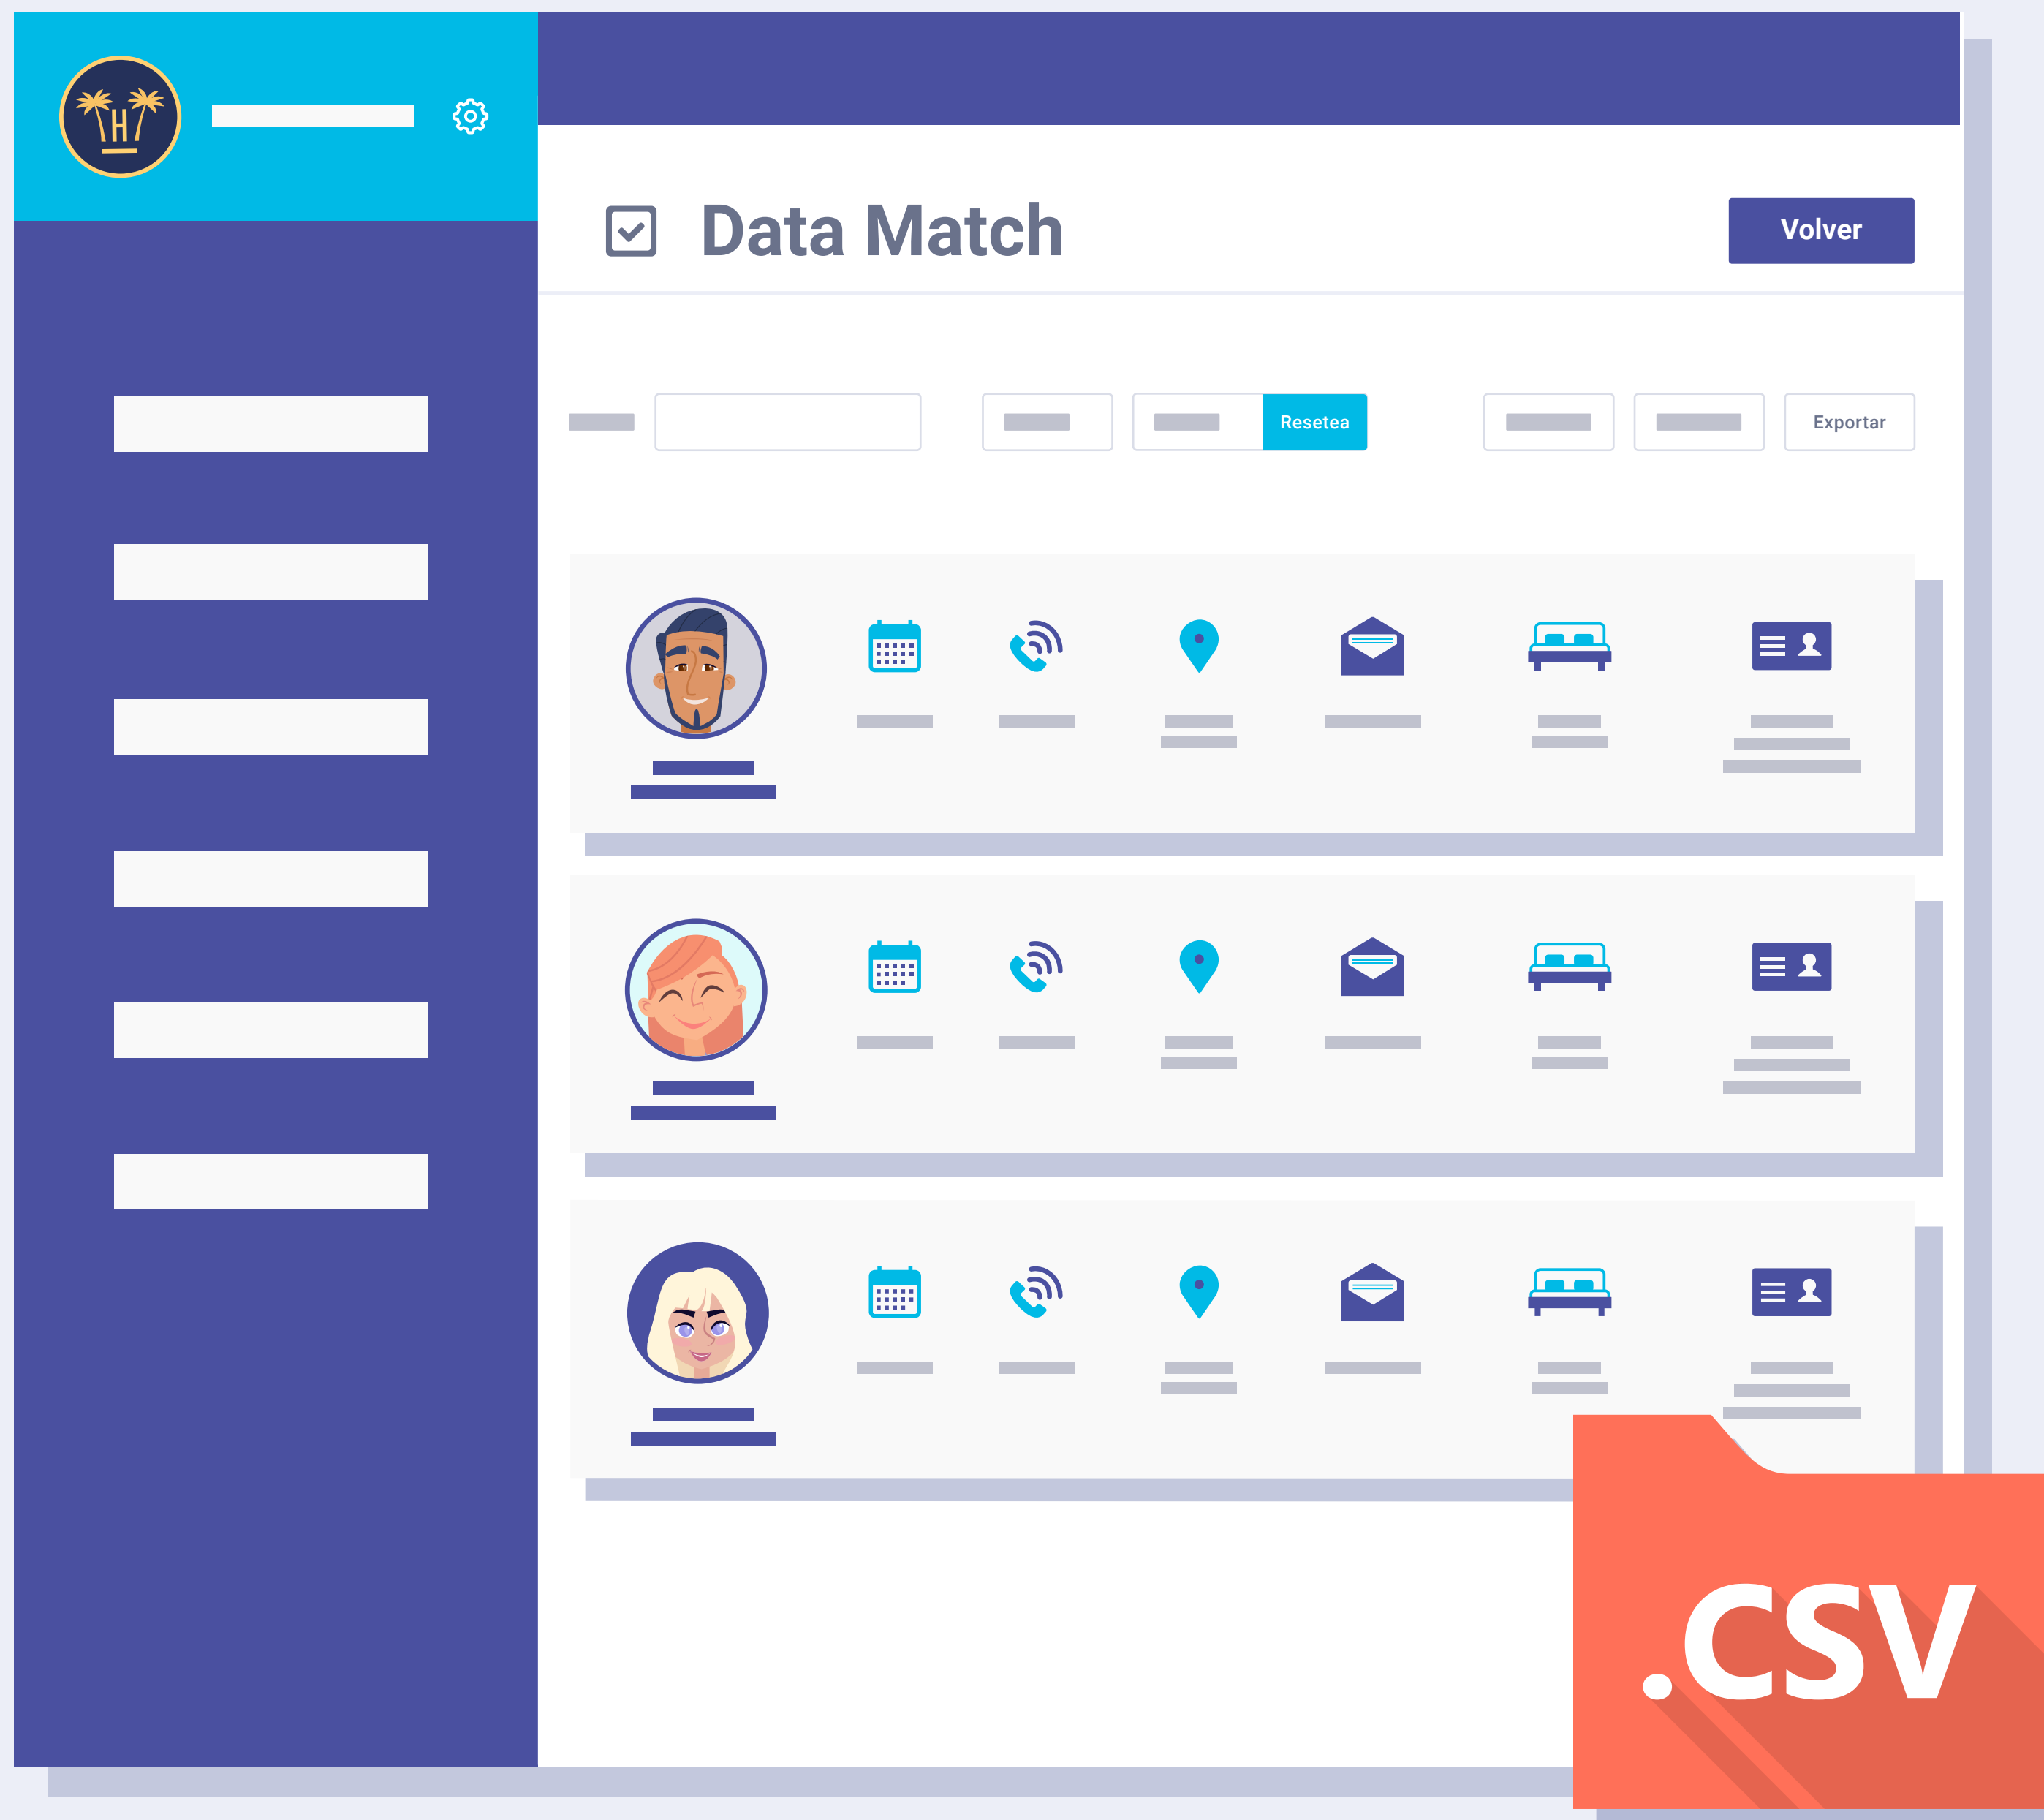 H
Data Match
Volver
Resetea
Exportar
.CSV